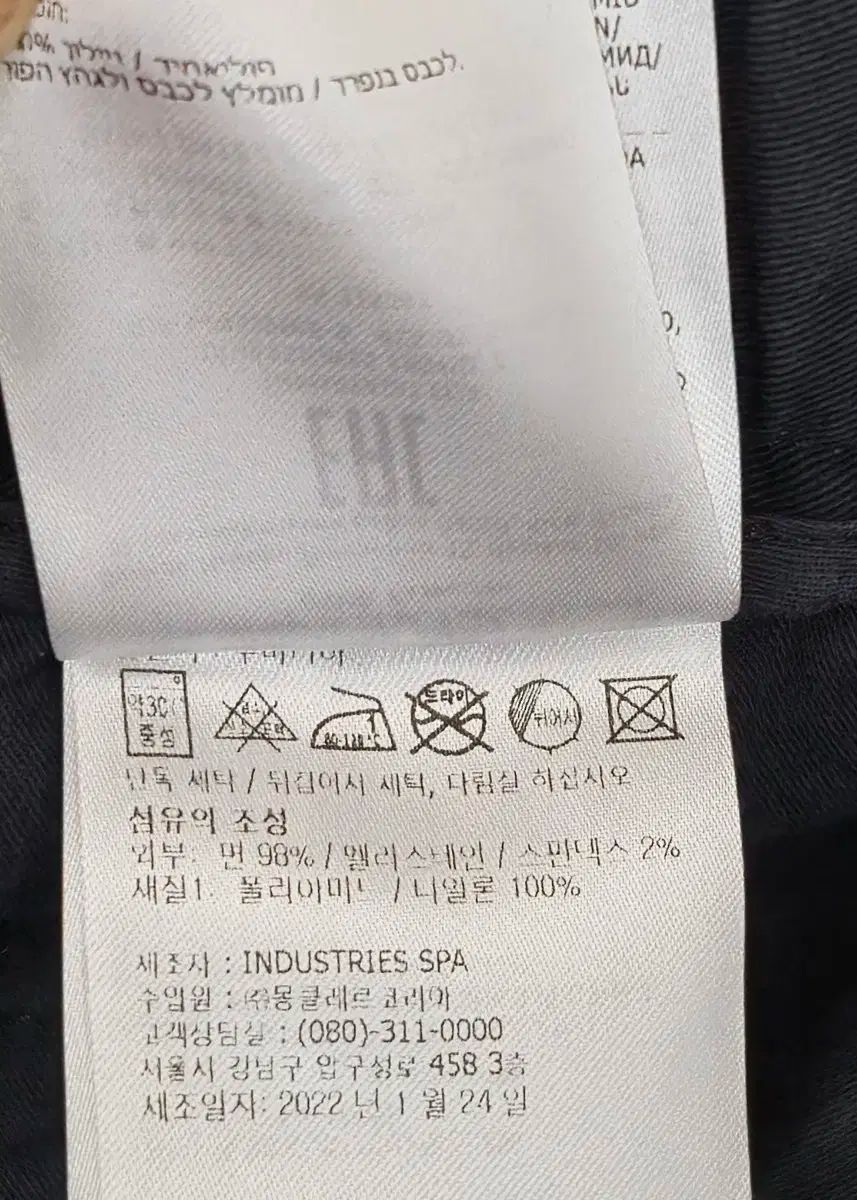 לכבס בנפרד / מומלץ לכבס ולגהץ הפוך
N/
МИД/
약30℃
중성
80-120℃
드라이
뉘어서
단독 세탁 / 뒤집어서 세탁, 다림질 하십시오
섬유의 조성
외부: 면 98% / 엘라스테인 / 스판덱스 2%
재질1: 폴리아미드 / 나일론 100%
제조자 : INDUSTRIES SPA
수입원 : ㈜몽클레르 코리아
고객상담실 : (080)-311-0000
서울시 강남구 압구정로 458 3층
제조일자: 2022 년 1 월 24 일